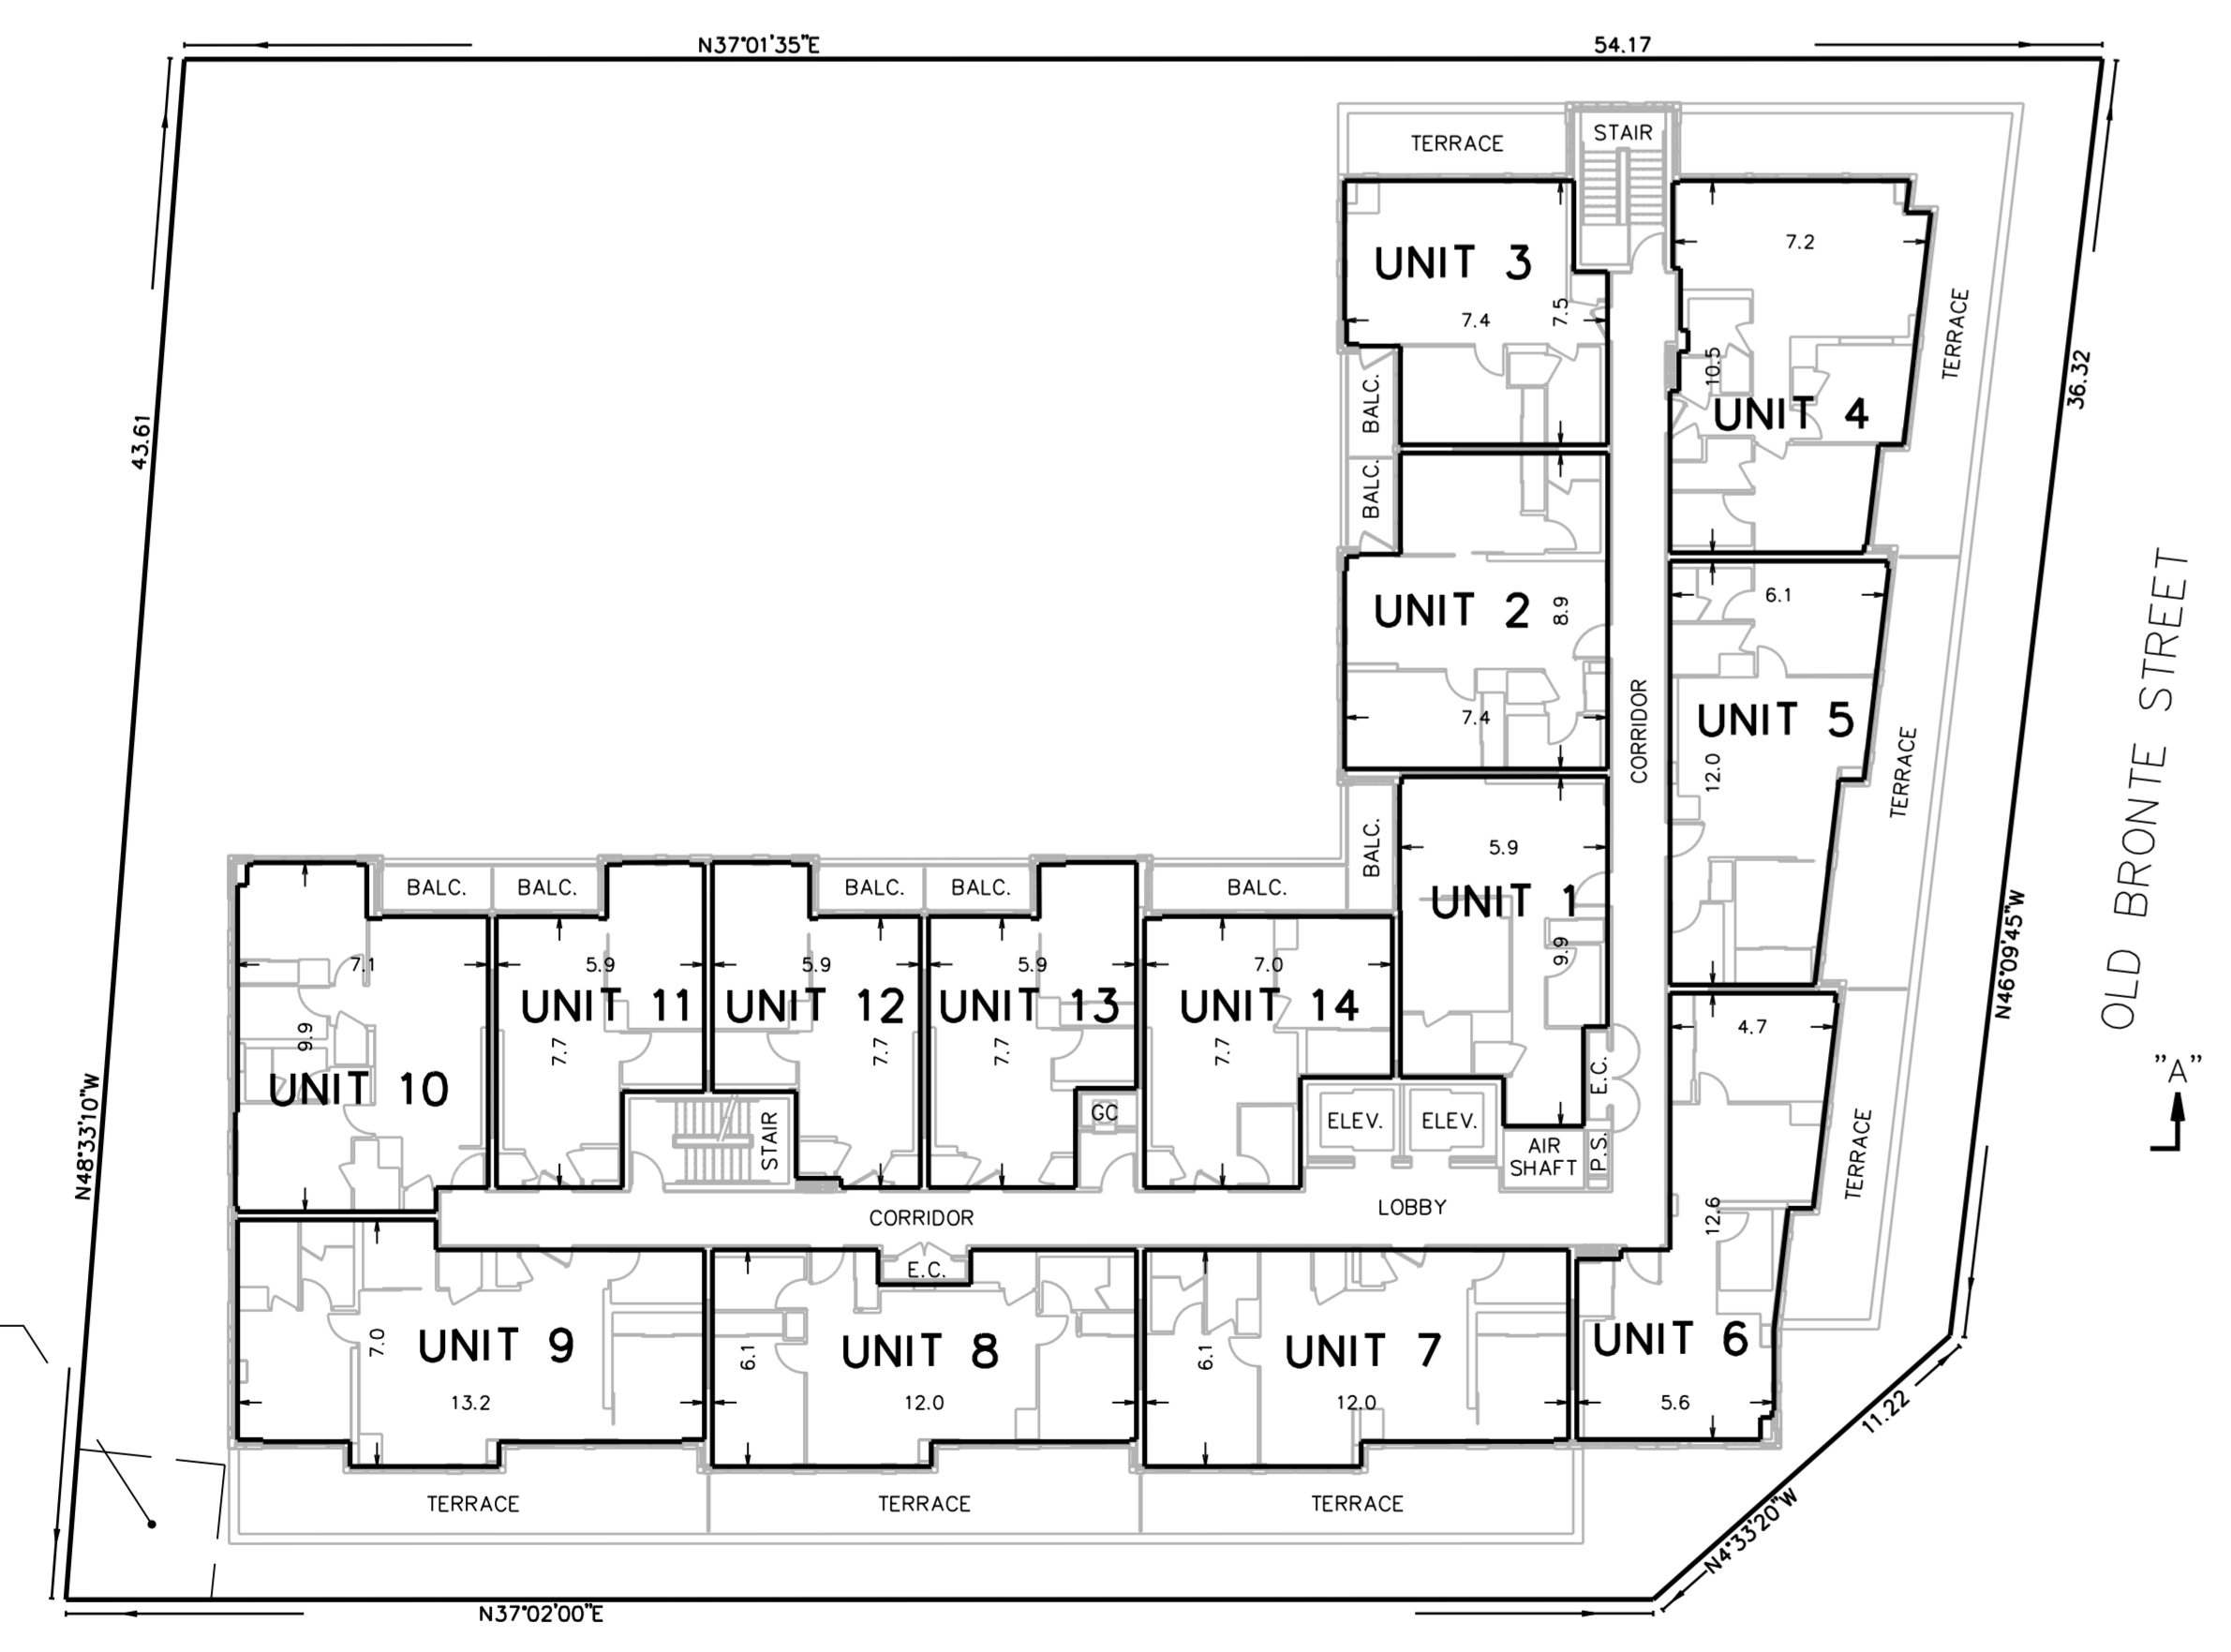 N37°01'35"E
54.17
TERRACE
STAIR
UNIT 3
7.4
7.5
7.2
10.5
UNIT 4
TERRACE
43.61
36.32
BALC.
BALC.
UNIT 2
8.9
7.4
CORRIDOR
6.1
UNIT 5
12.0
TERRACE
OLD BRONTE STREET
BALC.
5.9
UNIT 1
9.9
BALC.
BALC.
BALC.
BALC.
BALC.
7.1
5.9
5.9
5.9
7.0
9.9
UNIT 10
UNIT 11
7.7
UNIT 12
7.7
UNIT 13
7.7
UNIT 14
7.7
N46°09'45"W
"A"
4.7
E.C.
GC
STAIR
ELEV.
ELEV.
AIR
SHAFT
P.S.
TERRACE
N48°33'10"W
12.6
CORRIDOR
LOBBY
E.C.
UNIT 9
7.0
13.2
UNIT 8
6.1
12.0
UNIT 7
6.1
12.0
UNIT 6
5.6
11.22
TERRACE
TERRACE
TERRACE
N4°33'20"W
N37°02'00"E